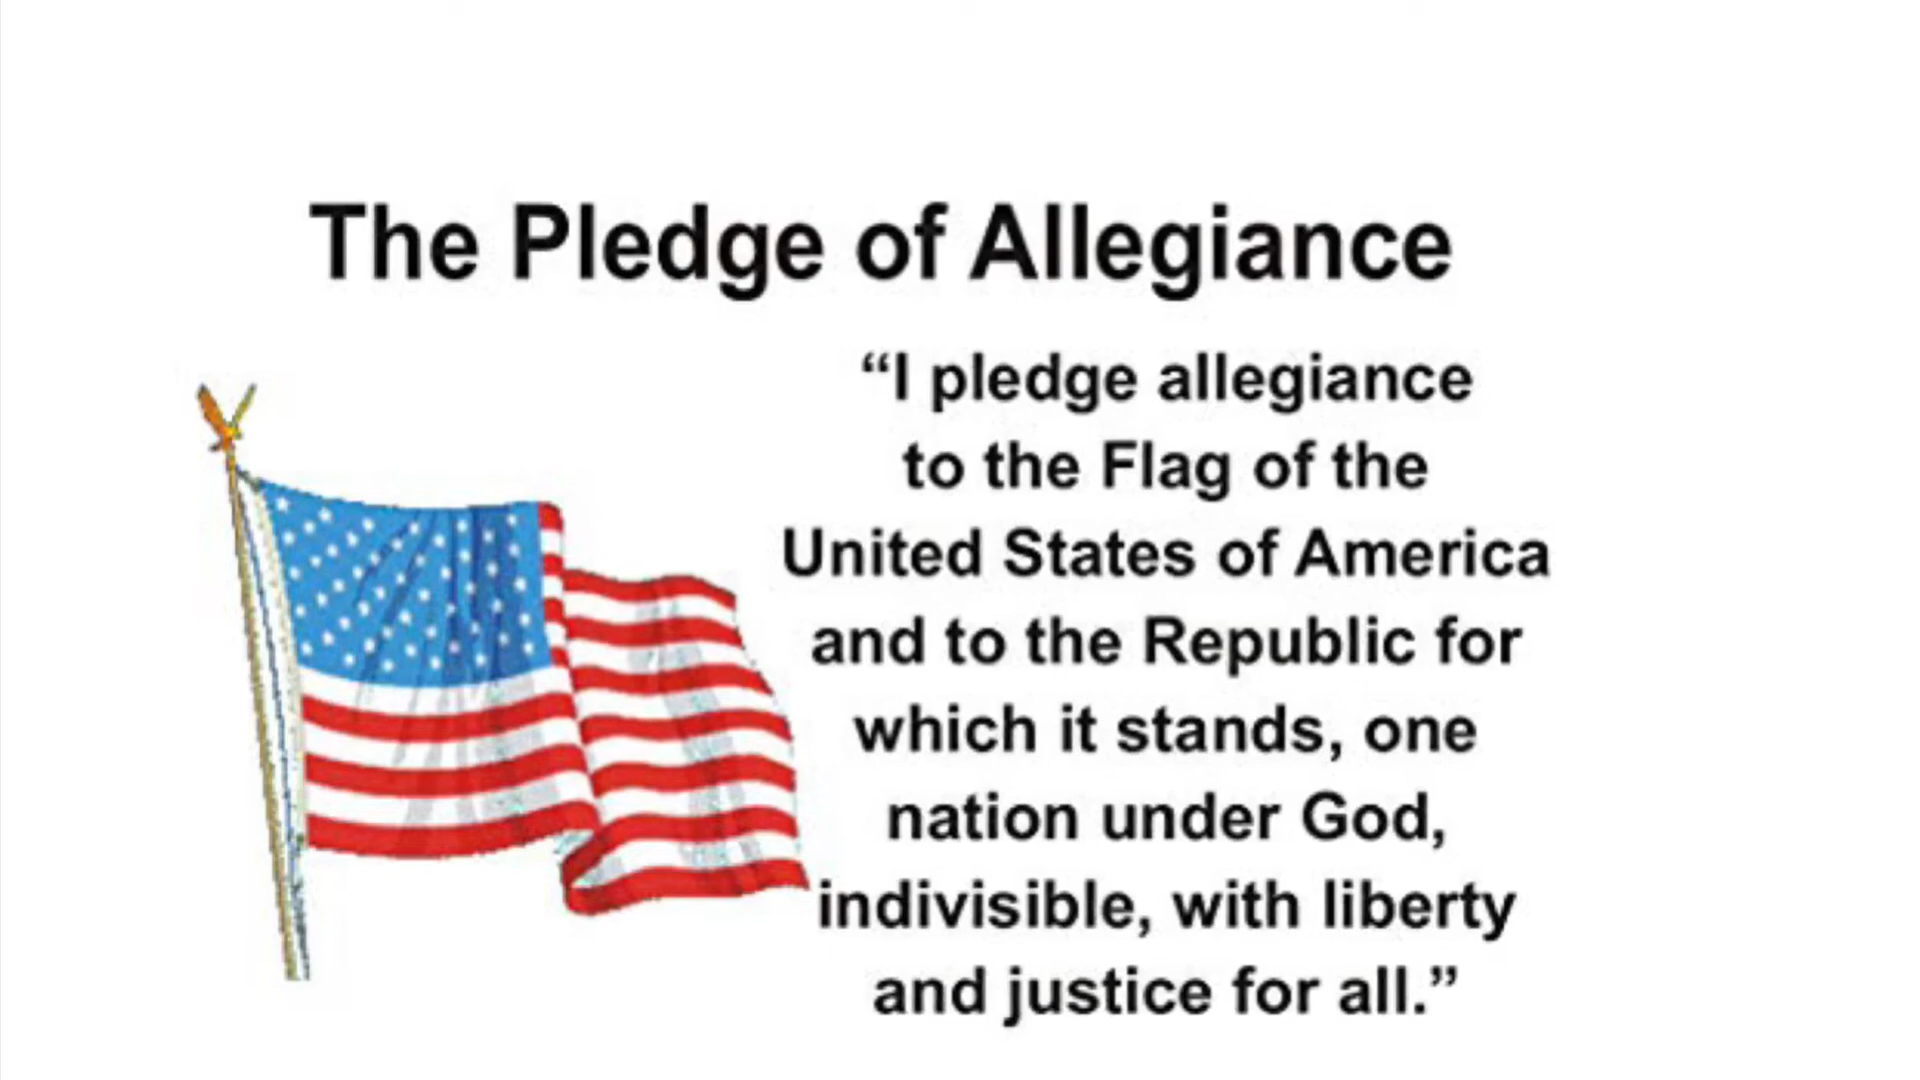 The Pledge of Allegiance
“I pledge allegiance
to the Flag of the
United States of America
and to the Republic for
which it stands, one
nation under God,
indivisible, with liberty
and justice for all.”